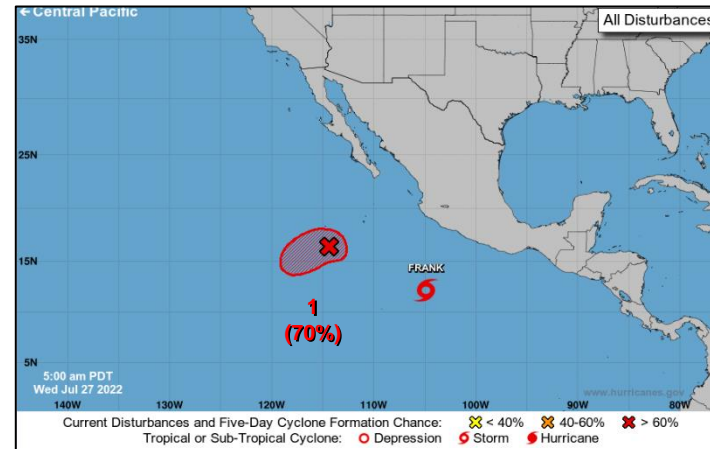 ← Central Pacific
All Disturbances
35N
25N
15N
FRANK
1
(70%)
5N
5:00 am PDT
Wed Jul 27 2022
www.hurricanes.gov
140W 130W 120W 110W 100W 90W 80W
Current Disturbances and Five-Day Cyclone Formation Chance: < 40% 40-60% > 60%
Tropical or Sub-Tropical Cyclone: Depression Storm Hurricane